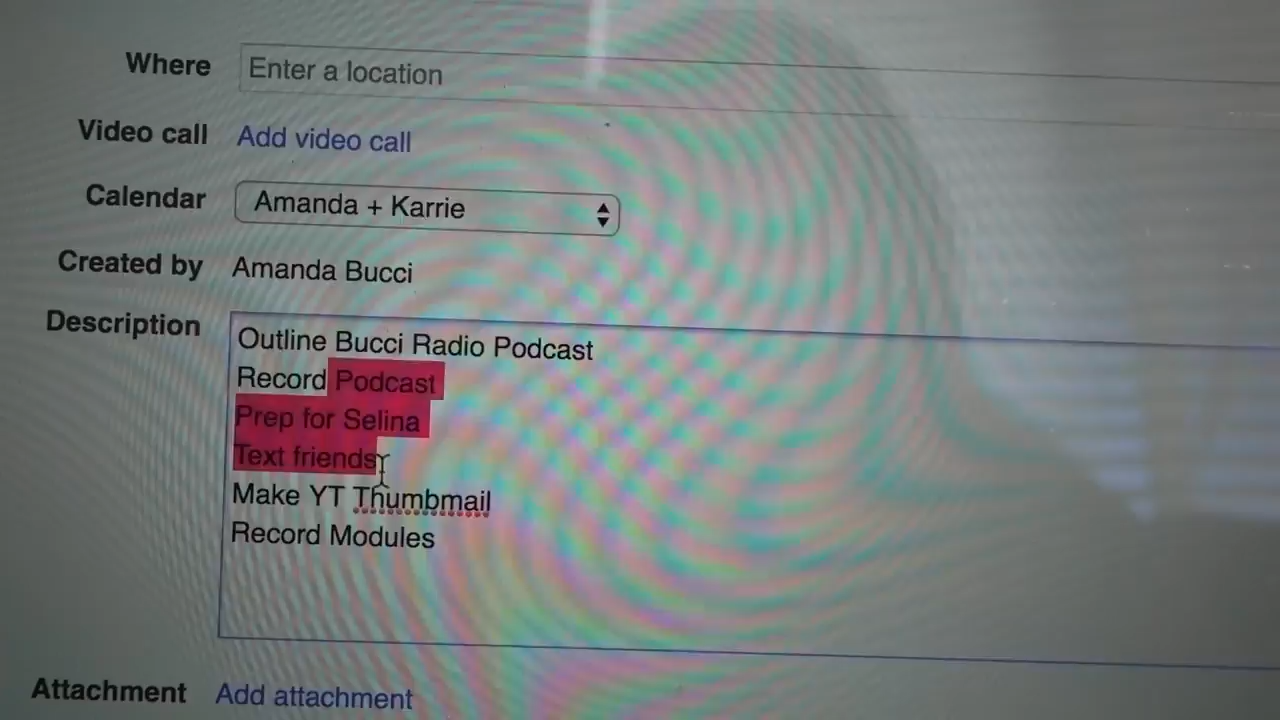 Where Enter a location
Video call Add video call
Calendar Amanda + Karrie
Created by Amanda Bucci
Description Outline Bucci Radio Podcast
Record Podcast
Prep for Selina
Text friends
Make YT Thumbmail
Record Modules
Attachment Add attachment